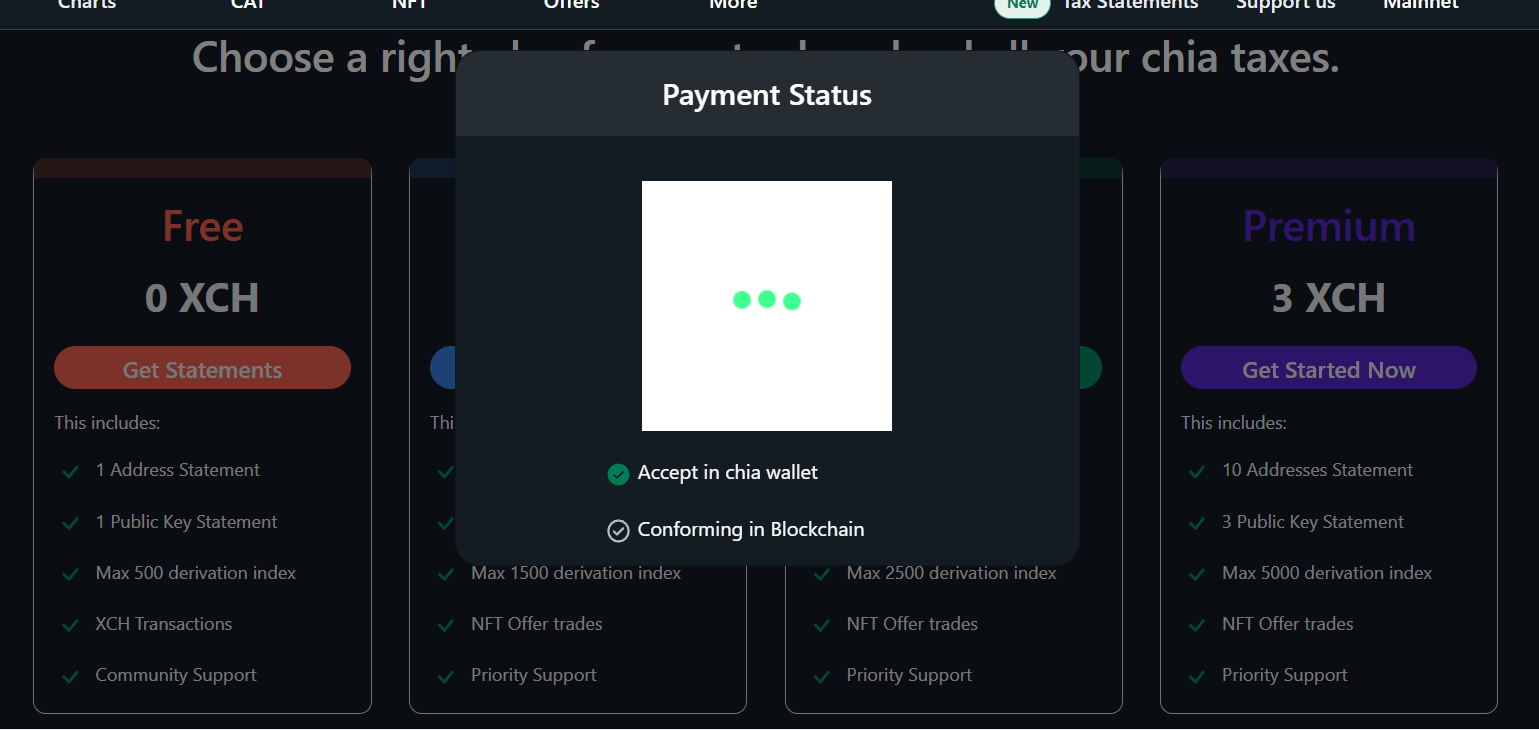 Charts CAT NFT Offers More New Tax Statements Support us Mainnet
Choose a right our chia taxes.
Payment Status
Free
0 XCH
Get Statements
This includes:
1 Address Statement
1 Public Key Statement
Max 500 derivation index
XCH Transactions
Community Support
Accept in chia wallet
Conforming in Blockchain
Max 1500 derivation index
NFT Offer trades
Priority Support
Max 2500 derivation index
NFT Offer trades
Priority Support
Premium
3 XCH
Get Started Now
This includes:
10 Addresses Statement
3 Public Key Statement
Max 5000 derivation index
NFT Offer trades
Priority Support